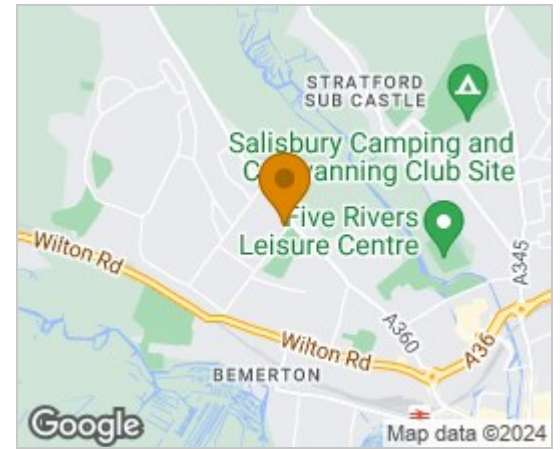 STRATFORD
SUB CASTLE
Salisbury Camping and
Club Site
Five Rivers
Leisure Centre
Wilton Rd
A345
A360
Wilton Rd
A36
BEMERTON
Google
Map data ©2024